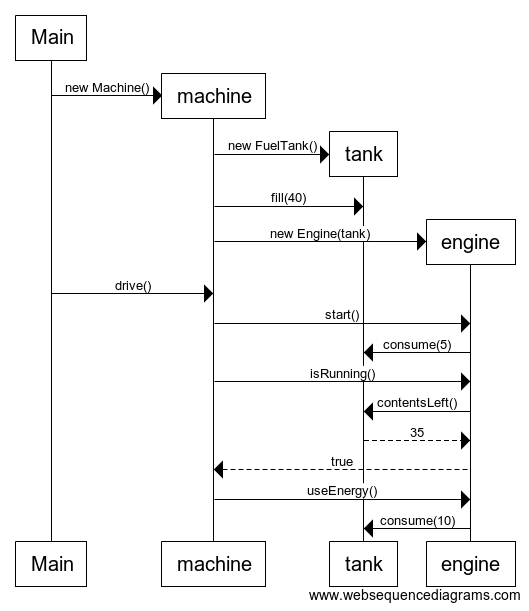 Main
new Machine()
machine
new FuelTank()
tank
fill(40)
new Engine(tank)
engine
drive()
start()
consume(5)
isRunning()
contentsLeft()
35
true
useEnergy()
consume(10)
Main
machine
tank
engine
www.websequencediagrams.com